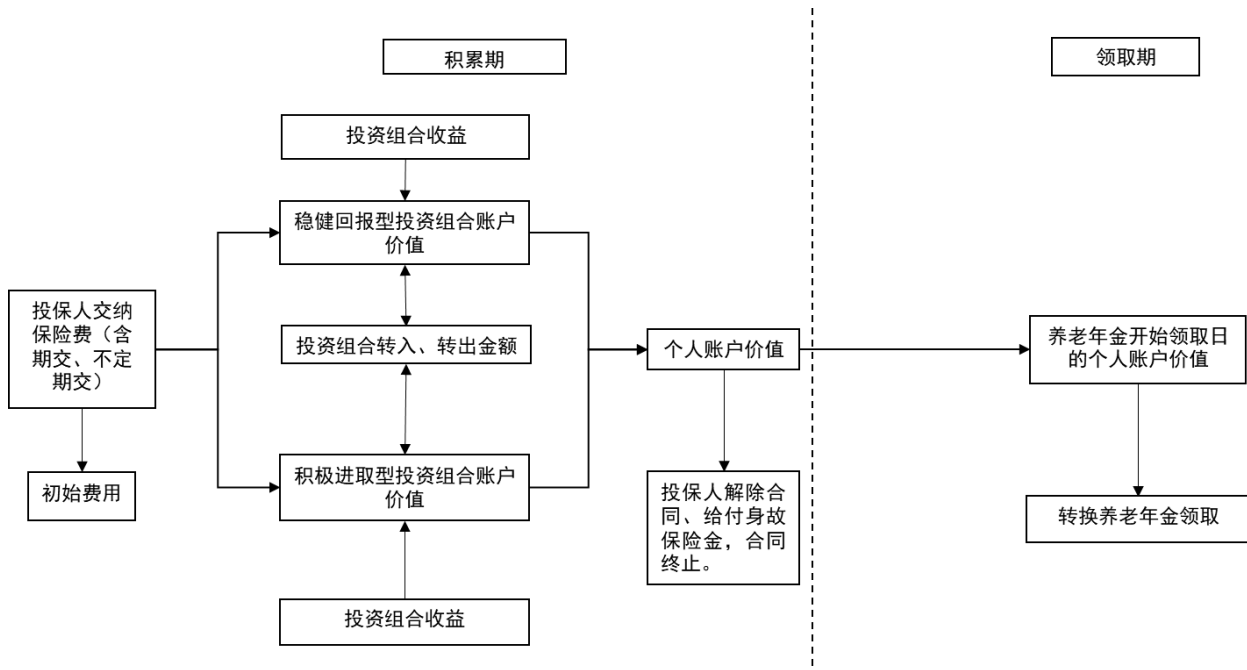 积累期
领取期
投资组合收益
稳健回报型投资组合账户
价值
投保人交纳
保险费（含
期交、不定
期交）
投资组合转入、转出金额
个人账户价值
养老年金开始领取日
的个人账户价值
初始费用
积极进取型投资组合账户
价值
投保人解除合
同、给付身故
保险金，合同
终止。
转换养老年金领取
投资组合收益